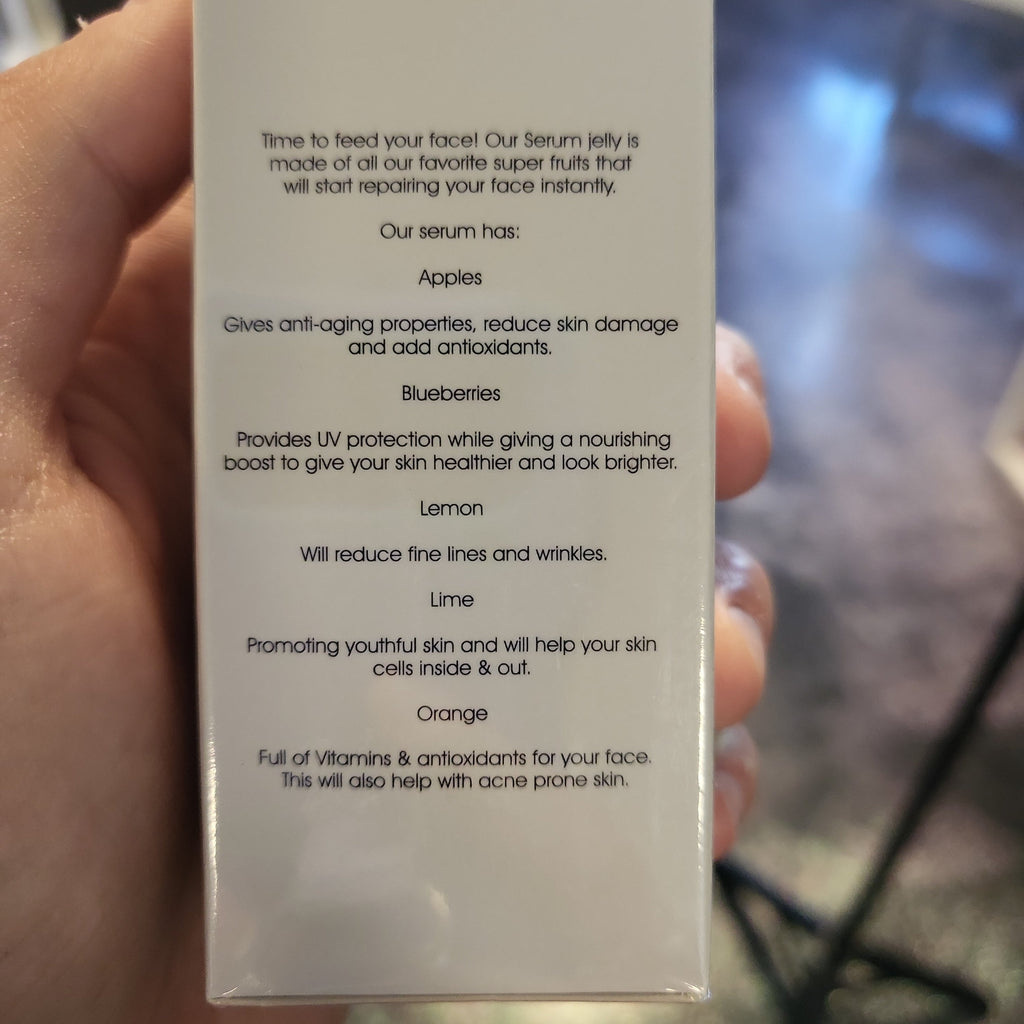 Time to feed your face! Our Serum jelly is
made of all our favorite super fruits that
will start repairing your face instantly.
Our serum has:
Apples
Gives anti-aging properties, reduce skin damage
and add antioxidants.
Blueberries
Provides UV protection while giving a nourishing
boost to give your skin healthier and look brighter.
Lemon
Will reduce fine lines and wrinkles.
Lime
Promoting youthful skin and will help your skin
cells inside & out.
Orange
Full of Vitamins & antioxidants for your face.
This will also help with acne prone skin.